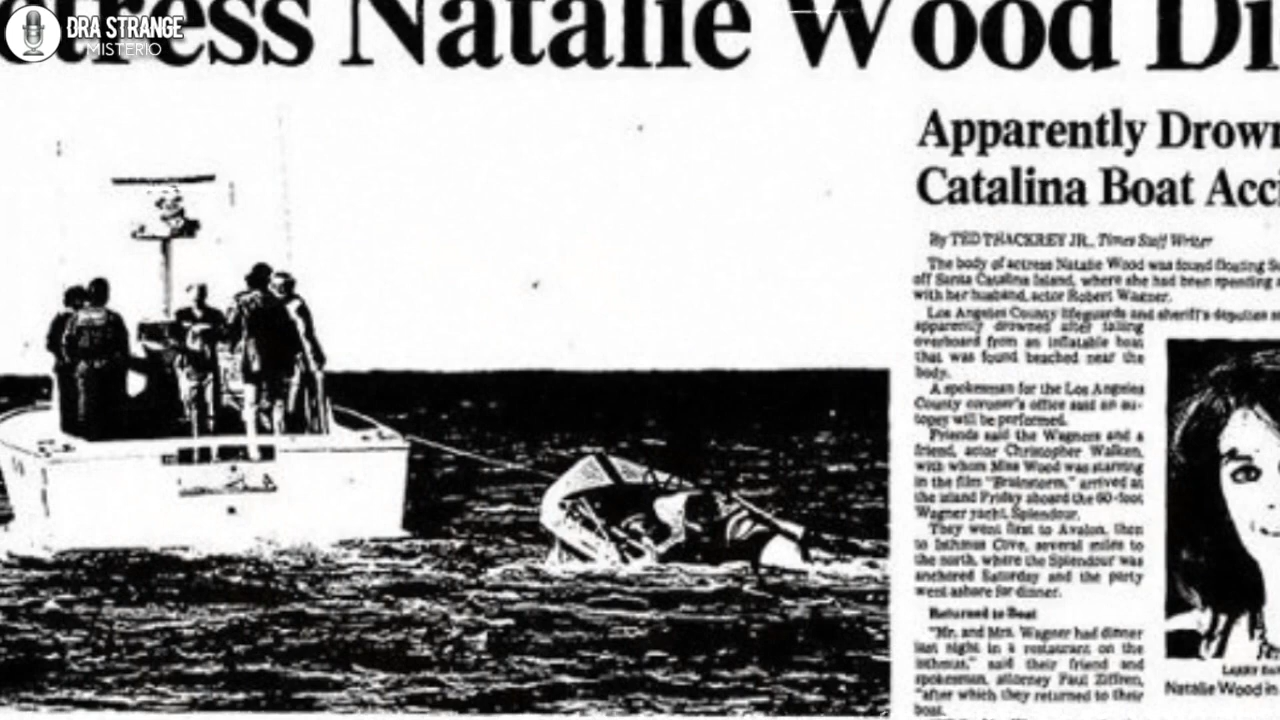 DRA STRANGE
MISTERIO
ctress Natalie Wood Di
Apparently Drown
Catalina Boat Acci
By TED THACKREY JR., Times Staff Writer
The body of actress Natalie Wood was found floating Su
off Santa Catalina Island, where she had been spending a
with her husband, actor Robert Wagner.
Los Angeles County lifeguards and sheriff's deputies
apparently drowned after falling
overboard from an inflatable boat
that was found beached near the
body.
A spokesman for the Los Angeles
County coroner's office said an au-
topsy will be performed.
Friends said the Wagners and a
friend, actor Christopher Walken,
with whom Miss Wood was starring
in the film "Brainstorm," arrived at
the island Friday aboard the 60-foot
Wagner yacht, Splendour.
They went first to Avalon, then
to Isthmus Cove, several miles to
the north, where the Splendour was
anchored Saturday and the party
went ashore for dinner.
Returned to Boat
"Mr. and Mrs. Wagner had dinner
last night in a restaurant on the
isthmus," said their friend and
spokesman, attorney Paul Ziffren,
"after which they returned to their
boat.
LARRY
Natalie Wood in